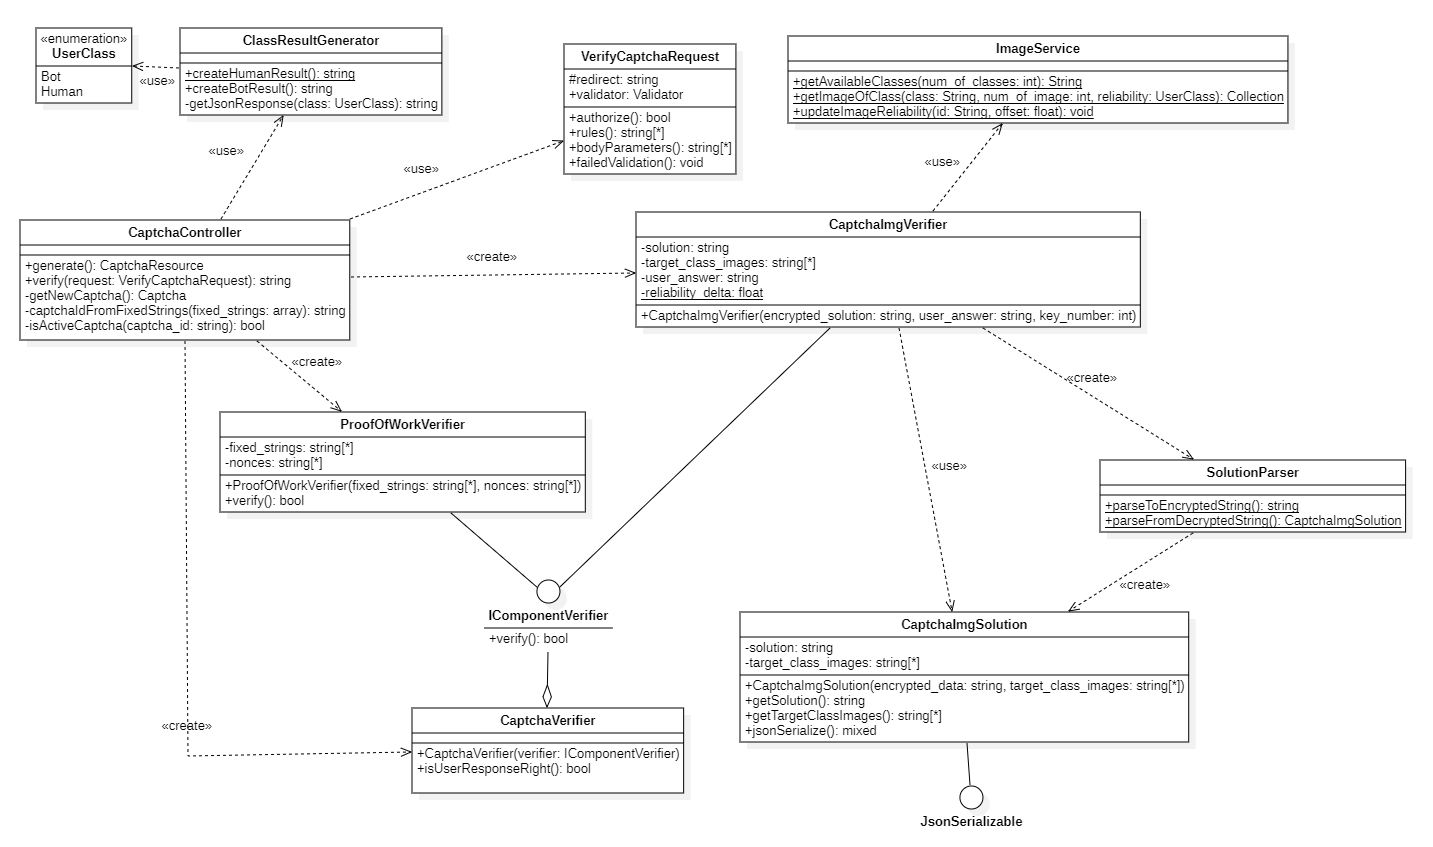 «enumeration»
UserClass
Bot
Human
«use»
ClassResultGenerator
+createHumanResult(): string
+createBotResult(): string
-getJsonResponse(class: UserClass): string
VerifyCaptchaRequest
#redirect: string
+validator: Validator
+authorize(): bool
+rules(): string[*]
+bodyParameters(): string[*]
+failedValidation(): void
ImageService
+getAvailableClasses(num_of_classes: int): String
+getImageOfClass(class: String, num_of_image: int, reliability: UserClass): Collection
+updateImageReliability(id: String, offset: float): void
«use»
«use»
«use»
CaptchaController
+generate(): CaptchaResource
+verify(request: VerifyCaptchaRequest): string
-getNewCaptcha(): Captcha
-captchaIdFromFixedStrings(fixed_strings: array): string
-isActiveCaptcha(captcha_id: string): bool
«create»
CaptchaImgVerifier
-solution: string
-target_class_images: string[*]
-user_answer: string
-reliability_delta: float
+CaptchaImgVerifier(encrypted_solution: string, user_answer: string, key_number: int)
«create»
«create»
ProofOfWorkVerifier
-fixed_strings: string[*]
-nonces: string[*]
+ProofOfWorkVerifier(fixed_strings: string[*], nonces: string[*])
+verify(): bool
«use»
SolutionParser
+parseToEncryptedString(): string
+parseFromDecryptedString(): CaptchaImgSolution
«create»
IComponentVerifier
+verify(): bool
CaptchaImgSolution
-solution: string
-target_class_images: string[*]
+CaptchaImgSolution(encrypted_data: string, target_class_images: string[*])
+getSolution(): string
+getTargetClassImages(): string[*]
+jsonSerialize(): mixed
«create»
CaptchaVerifier
+CaptchaVerifier(verifier: IComponentVerifier)
+isUserResponseRight(): bool
JsonSerializable